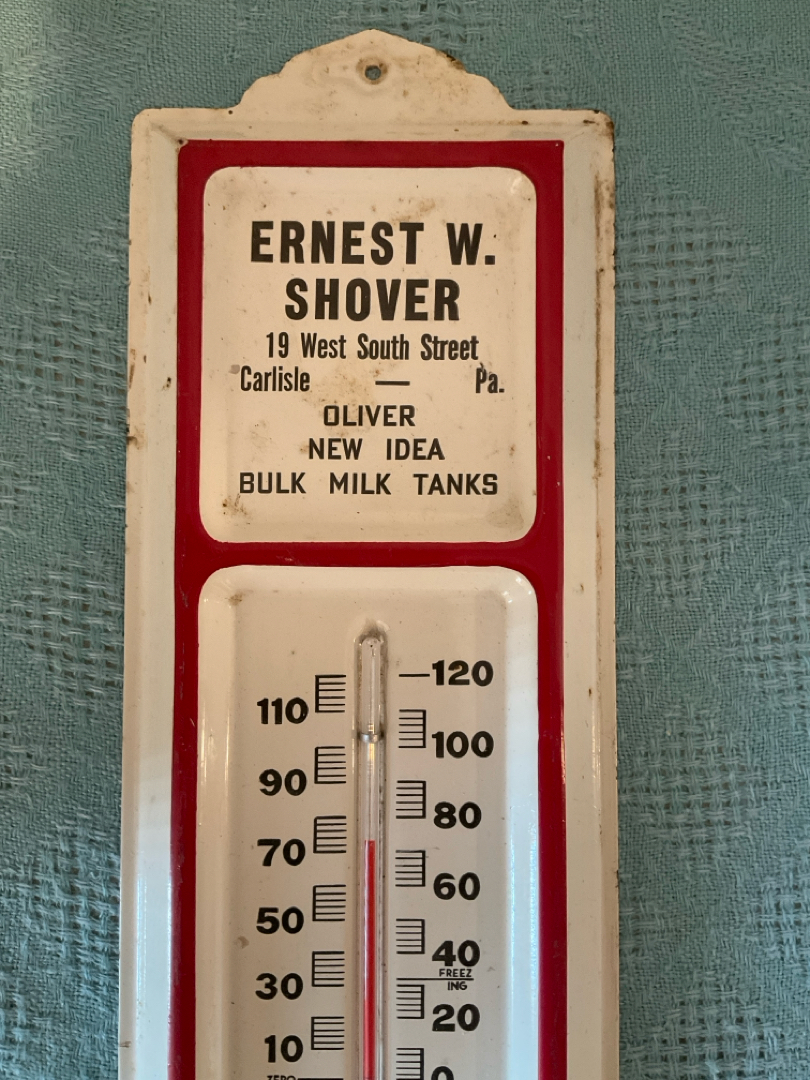 ERNEST W.
SHOVER
19 West South Street
Carlisle — Pa.
OLIVER
NEW IDEA
BULK MILK TANKS
120
110
100
90
80
70
60
50
40
FREEZ
ING
30
20
10
0
ZERO